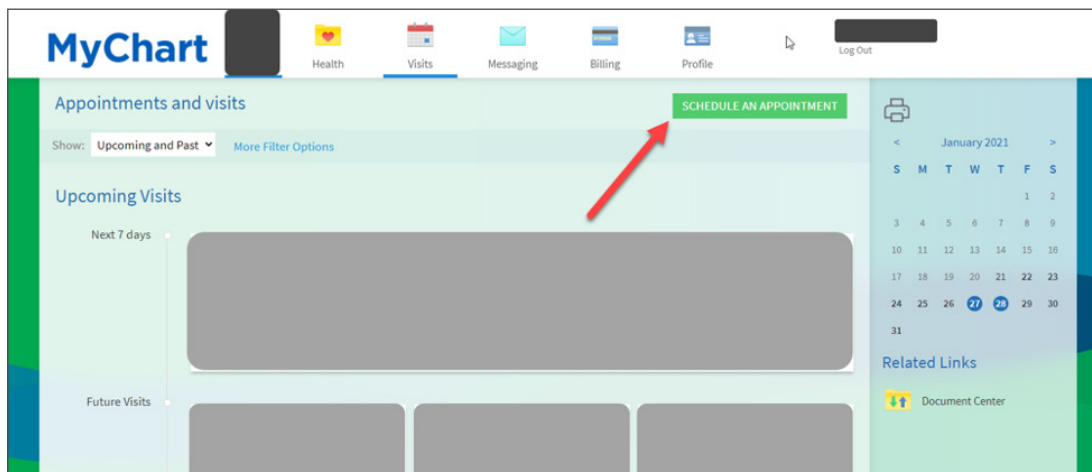 MyChart
Health Visits Messaging Billing Profile
Log Out
Appointments and visits
SCHEDULE AN APPOINTMENT
Show: Upcoming and Past More Filter Options
Upcoming Visits
Next 7 days
Future Visits
< January 2021 >
S M T W T F S
1 2
3 4 5 6 7 8 9
10 11 12 13 14 15 16
17 18 19 20 21 22 23
24 25 26 27 28 29 30
31
Related Links
Document Center